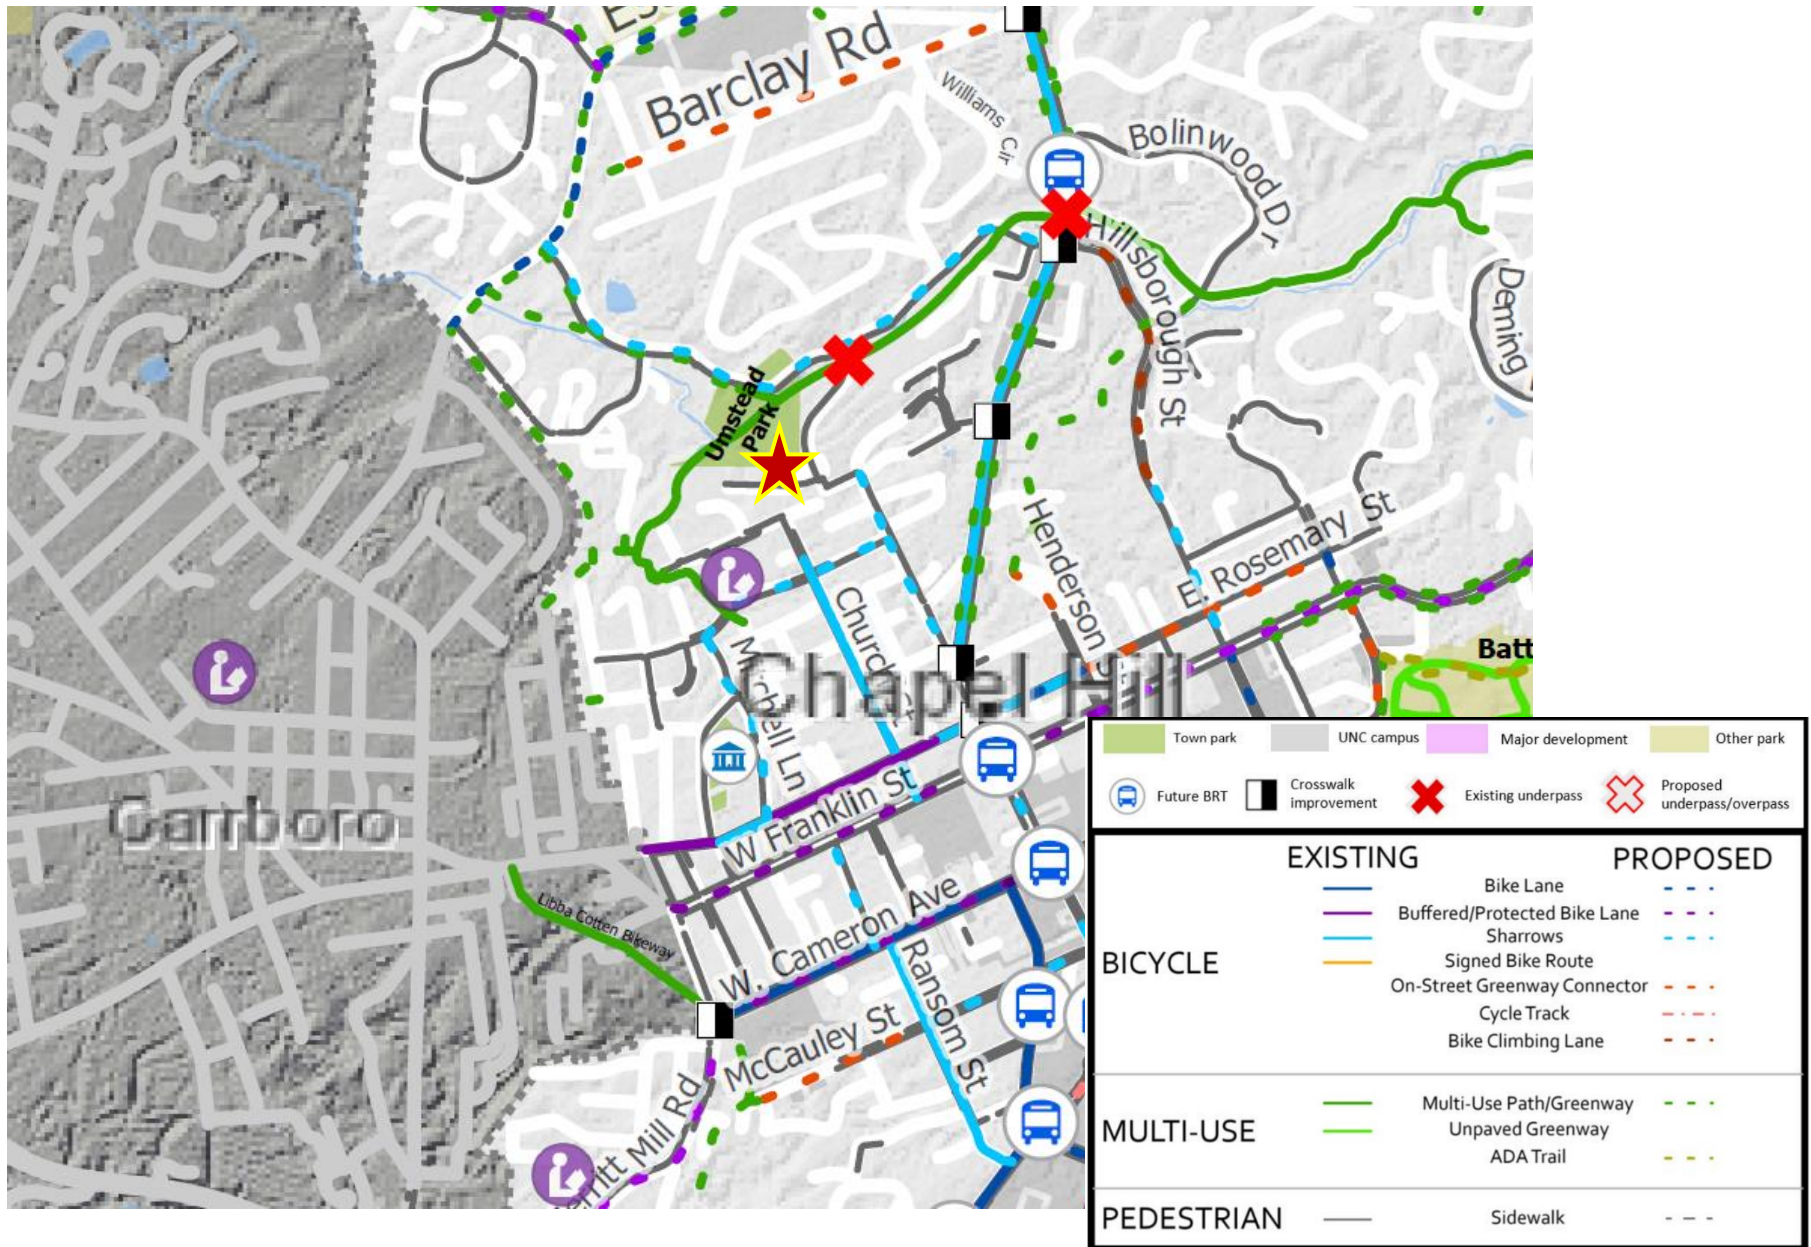 Es
Barclay Rd
Williams Cir
Bolinwood Dr
Hillsborough St
Deming
Umstead
Park
Henderson St
E. Rosemary St
Church St
Mitchell Ln
Chapel Hill
Batt
W Franklin St
Carrboro
Libba Cotten Bikeway
W. Cameron Ave
Ransom St
McCauley St
erritt Mill Rd
Town park
UNC campus
Major development
Other park
Future BRT
Crosswalk
improvement
Existing underpass
Proposed
underpass/overpass
EXISTING
PROPOSED
BICYCLE
Bike Lane
Buffered/Protected Bike Lane
Sharrows
Signed Bike Route
On-Street Greenway Connector
Cycle Track
Bike Climbing Lane
MULTI-USE
Multi-Use Path/Greenway
Unpaved Greenway
ADA Trail
PEDESTRIAN
Sidewalk